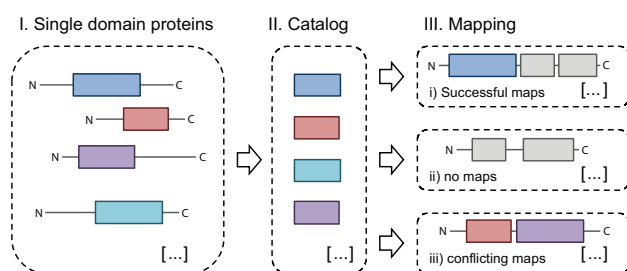 I. Single domain proteins
II. Catalog
III. Mapping
N C
N C
N C
N C
[...]
[...]
N C
i) Successful maps [...]
N C
ii) no maps [...]
N C
iii) conflicting maps [...]